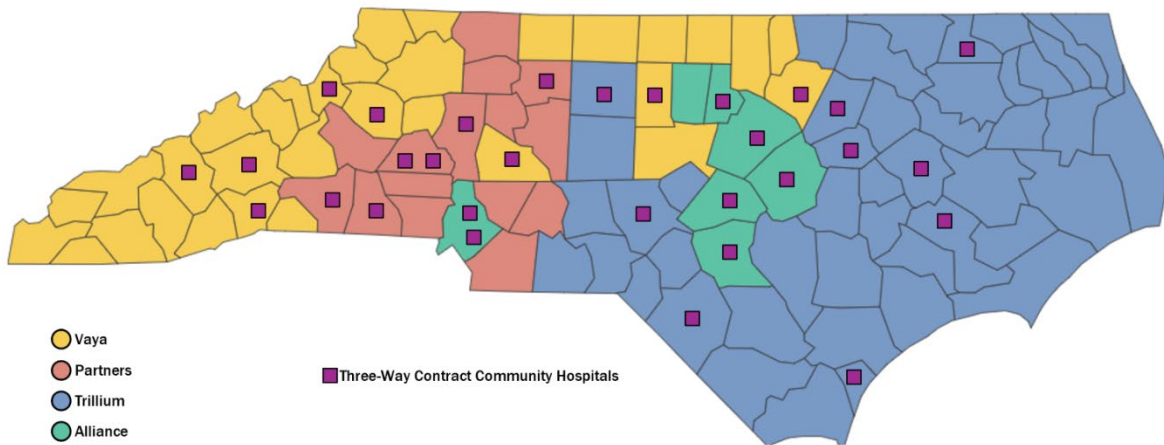 Vaya
Partners
Three-Way Contract Community Hospitals
Trillium
Alliance